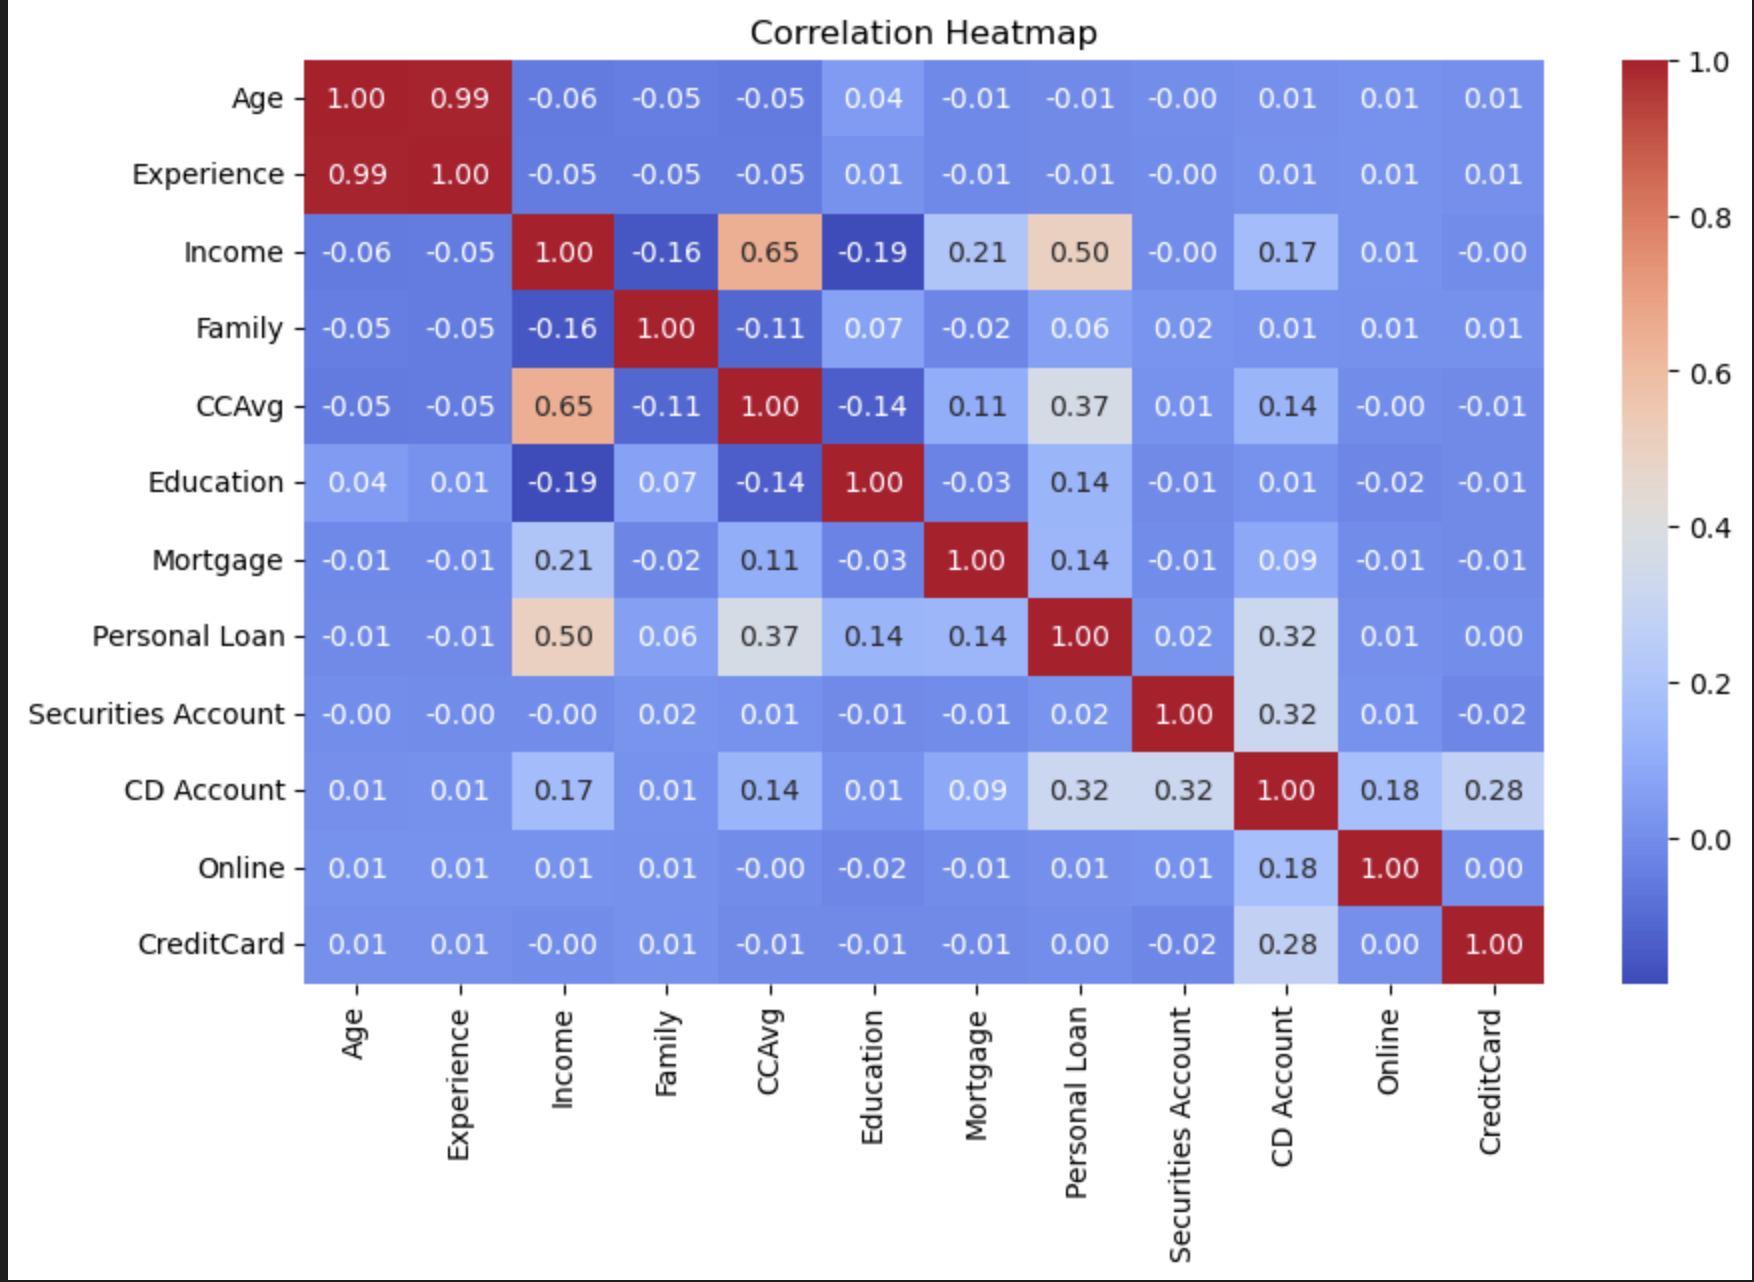 Correlation Heatmap
Age 1.00 0.99 -0.06 -0.05 -0.05 0.04 -0.01 -0.01 -0.00 0.01 0.01 0.01
Experience 0.99 1.00 -0.05 -0.05 -0.05 0.01 -0.01 -0.01 -0.00 0.01 0.01 0.01
Income -0.06 -0.05 1.00 -0.16 0.65 -0.19 0.21 0.50 -0.00 0.17 0.01 -0.00
Family -0.05 -0.05 -0.16 1.00 -0.11 0.07 -0.02 0.06 0.02 0.01 0.01 0.01
CCAvg -0.05 -0.05 0.65 -0.11 1.00 -0.14 0.11 0.37 0.01 0.14 -0.00 -0.01
Education 0.04 0.01 -0.19 0.07 -0.14 1.00 -0.03 0.14 -0.01 0.01 -0.02 -0.01
Mortgage -0.01 -0.01 0.21 -0.02 0.11 -0.03 1.00 0.14 -0.01 0.09 -0.01 -0.01
Personal Loan -0.01 -0.01 0.50 0.06 0.37 0.14 0.14 1.00 0.02 0.32 0.01 0.00
Securities Account -0.00 -0.00 -0.00 0.02 0.01 -0.01 -0.01 0.02 1.00 0.32 0.01 -0.02
CD Account 0.01 0.01 0.17 0.01 0.14 0.01 0.09 0.32 0.32 1.00 0.18 0.28
Online 0.01 0.01 0.01 0.01 -0.00 -0.02 -0.01 0.01 0.01 0.18 1.00 0.00
CreditCard 0.01 0.01 -0.00 0.01 -0.01 -0.01 -0.01 0.00 -0.02 0.28 0.00 1.00
Age
Experience
Income
Family
CCAvg
Education
Mortgage
Personal Loan
Securities Account
CD Account
Online
CreditCard
1.0
0.8
0.6
0.4
0.2
0.0